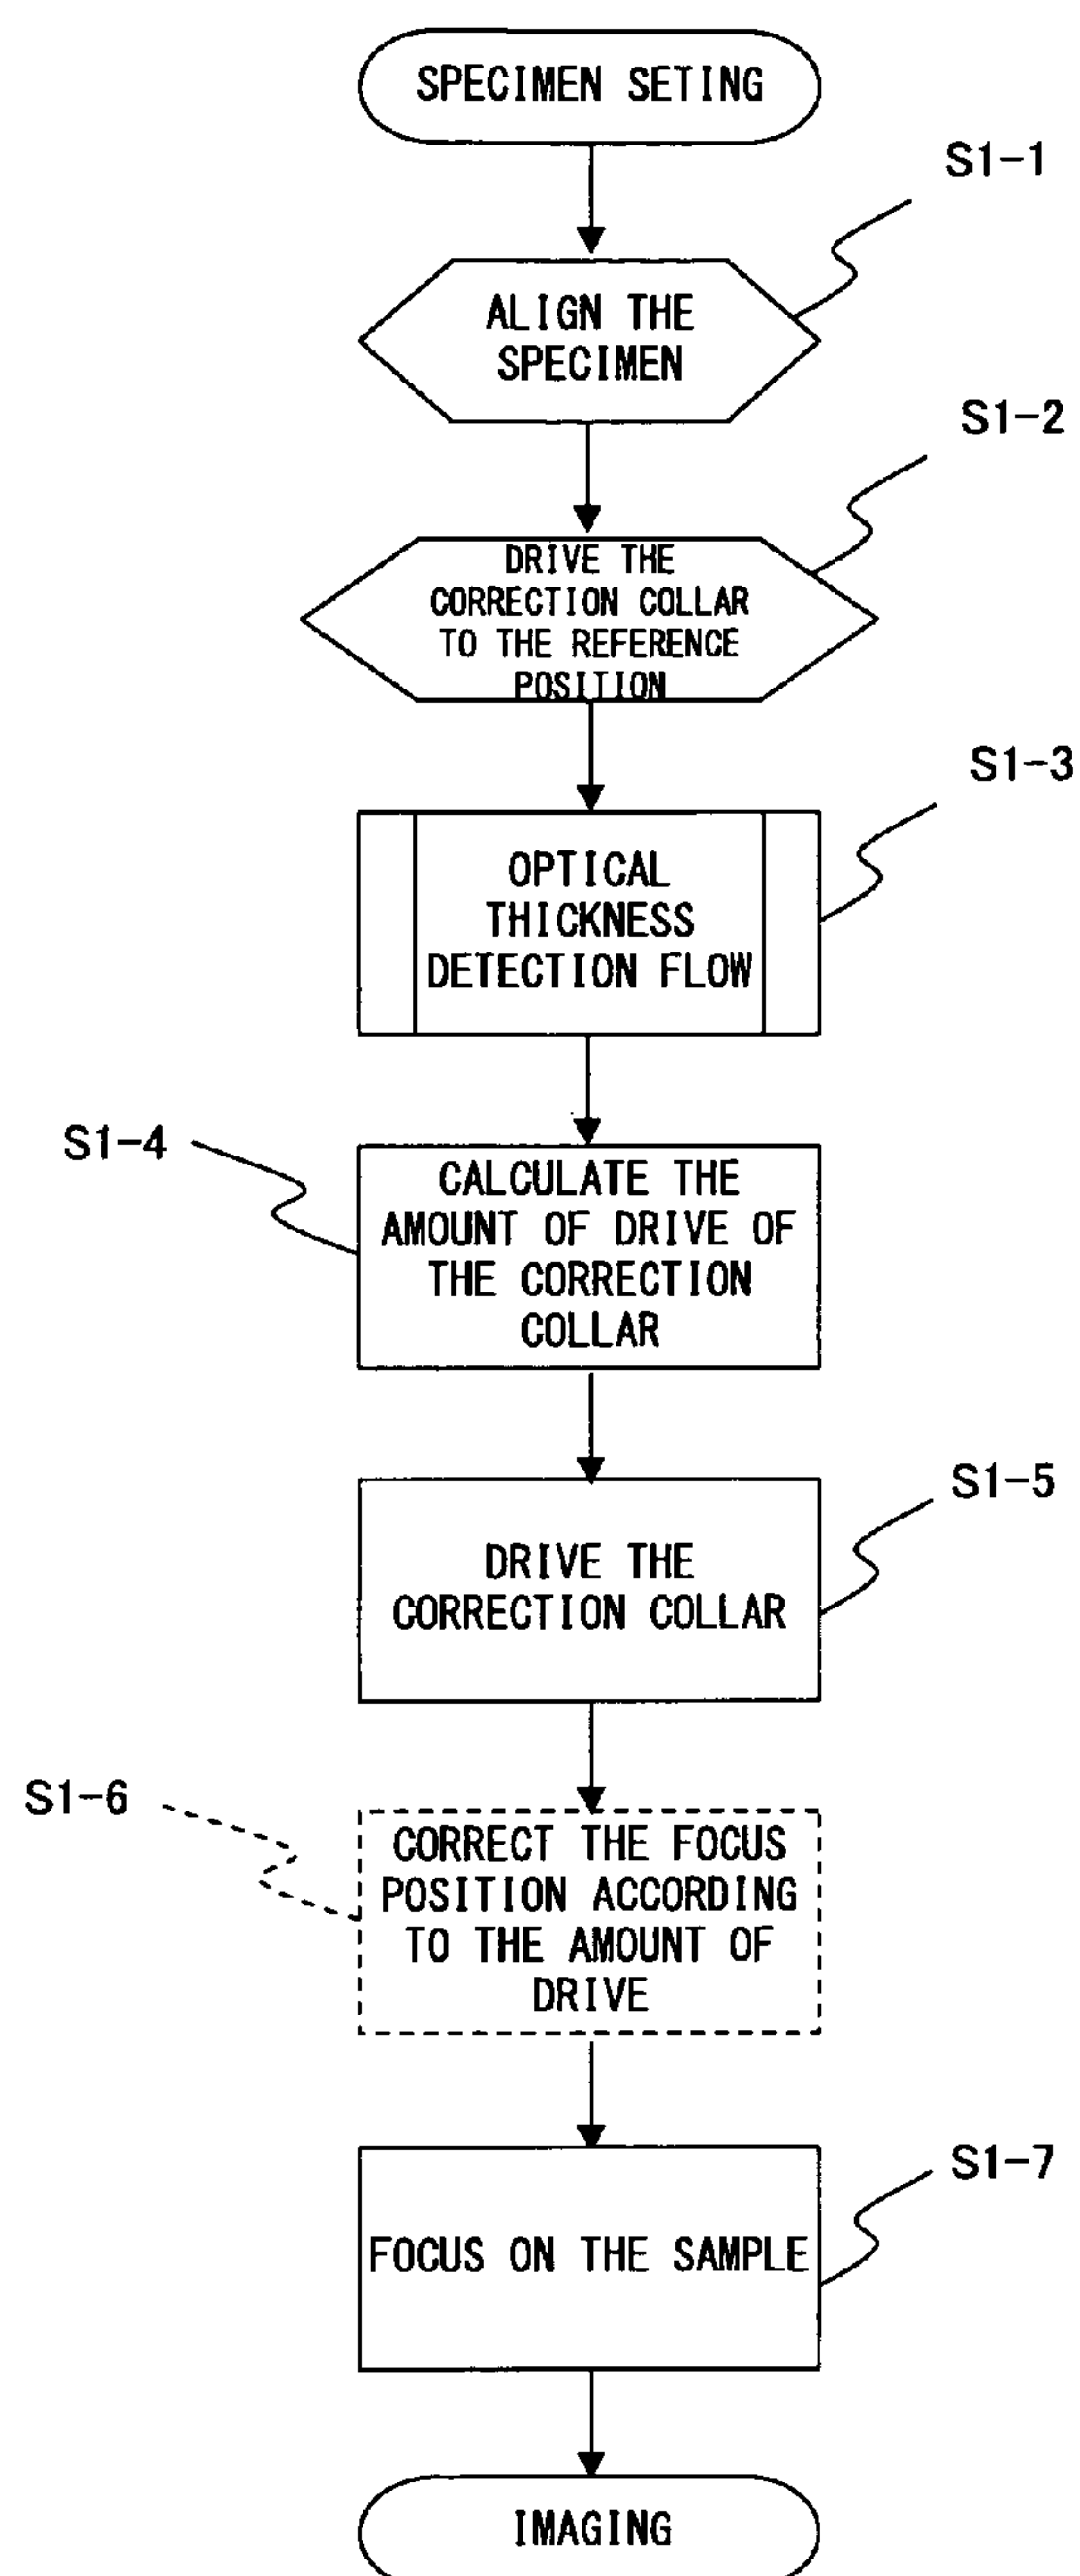 SPECIMEN SETING
S1-1
ALIGN THE
SPECIMEN
S1-2
DRIVE THE
CORRECTION COLLAR
TO THE REFERENCE
POSITION
S1-3
OPTICAL
THICKNESS
DETECTION FLOW
S1-4
CALCULATE THE
AMOUNT OF DRIVE OF
THE CORRECTION
COLLAR
S1-5
DRIVE THE
CORRECTION COLLAR
S1-6
CORRECT THE FOCUS
POSITION ACCORDING
TO THE AMOUNT OF
DRIVE
S1-7
FOCUS ON THE SAMPLE
IMAGING